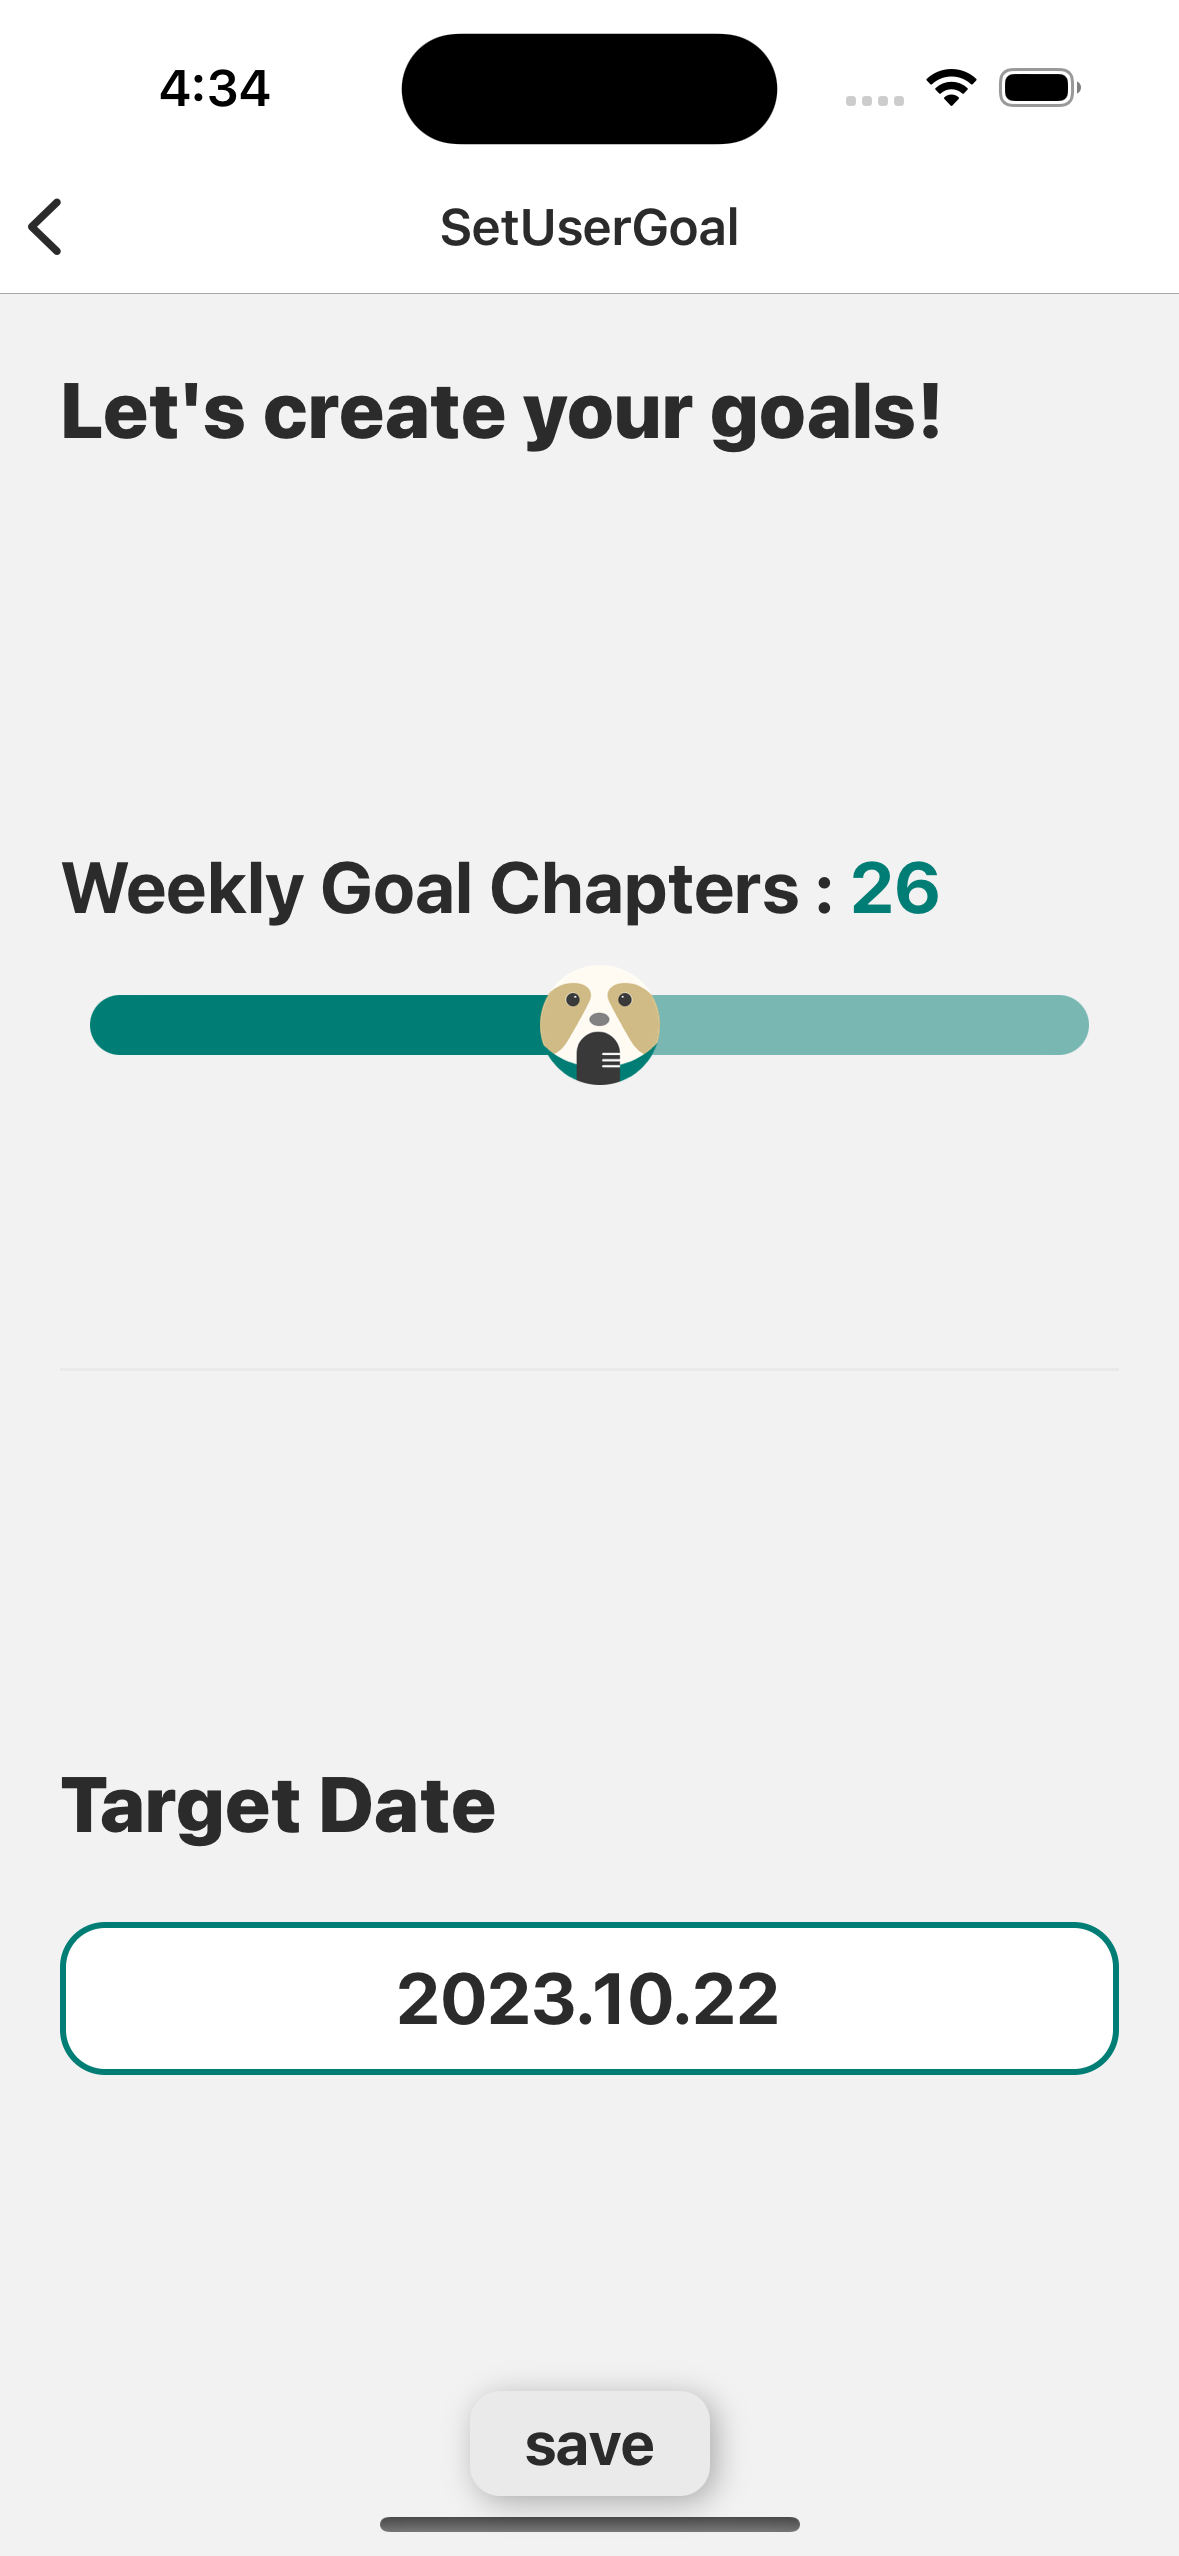 4:34
SetUserGoal
Let's create your goals!
Weekly Goal Chapters : 26
Target Date
2023.10.22
save